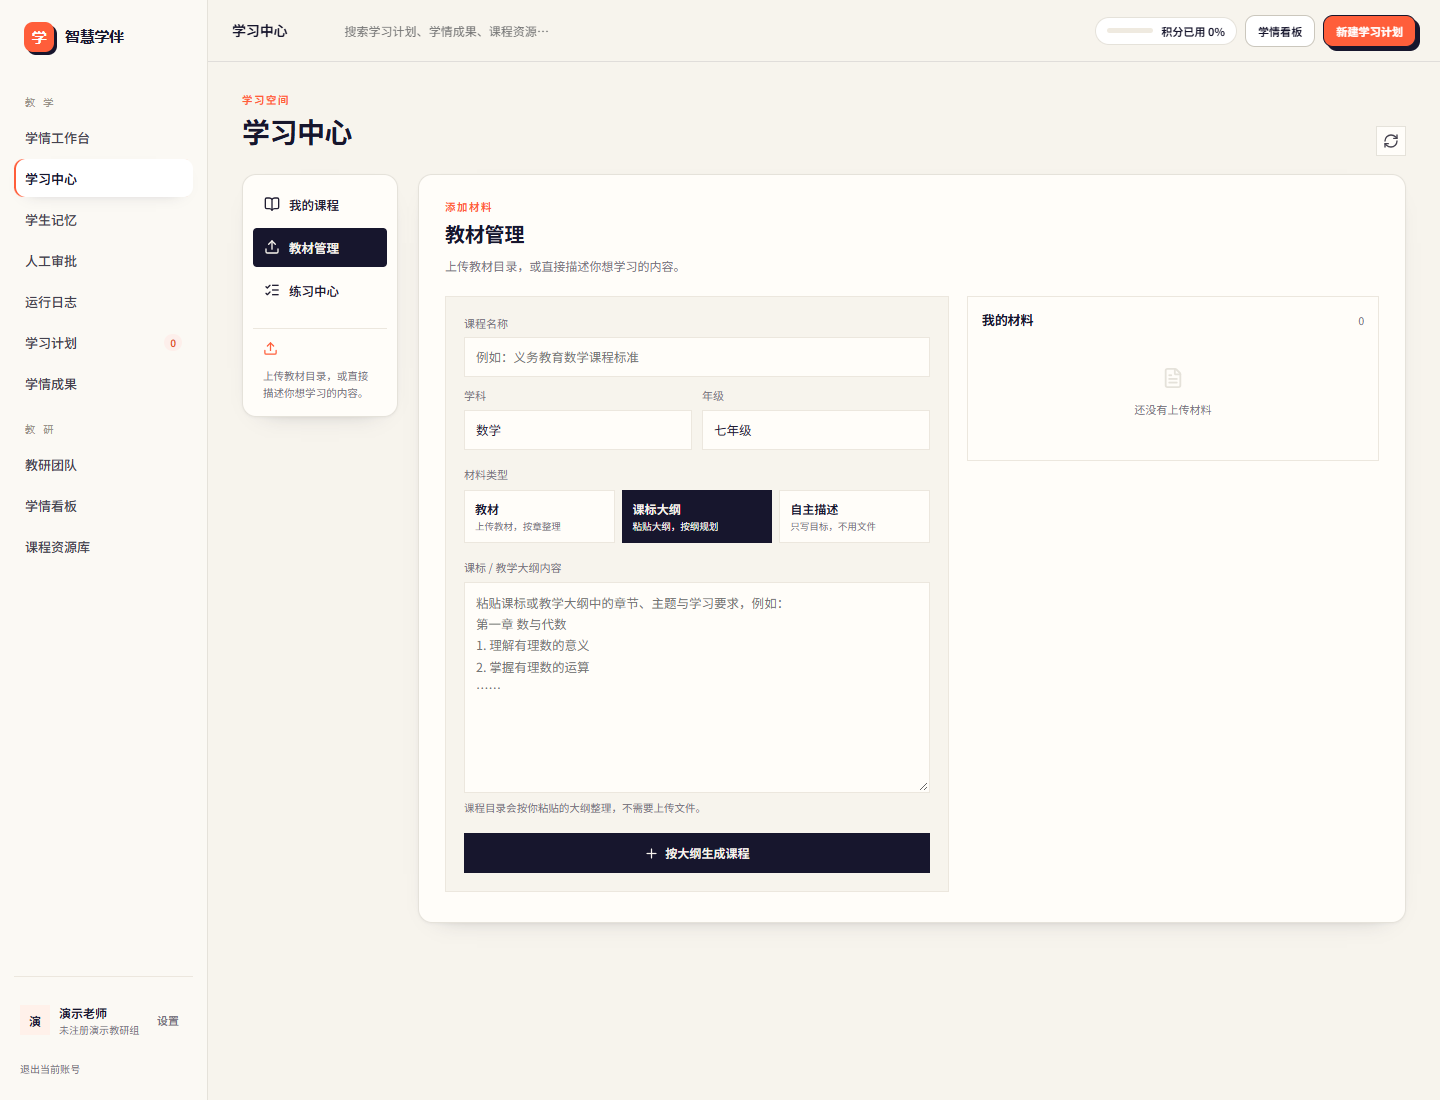 学
智慧学伴
教 学
学情工作台
学习中心
学生记忆
人工审批
运行日志
学习计划
0
学情成果
教 研
教研团队
学情看板
课程资源库
演
演示老师
未注册演示教研组
设置
退出当前账号
学习中心
搜索学习计划、学情成果、课程资源…
积分已用 0%
学情看板
新建学习计划
学习空间
学习中心
我的课程
教材管理
练习中心
上传教材目录，或直接
描述你想学习的内容。
添加材料
教材管理
上传教材目录，或直接描述你想学习的内容。
课程名称
例如：义务教育数学课程标准
学科
年级
数学
七年级
材料类型
教材
上传教材，按章整理
课标大纲
粘贴大纲，按纲规划
自主描述
只写目标，不用文件
课标 / 教学大纲内容
粘贴课标或教学大纲中的章节、主题与学习要求，例如：
第一章 数与代数
1. 理解有理数的意义
2. 掌握有理数的运算
……
课程目录会按你粘贴的大纲整理，不需要上传文件。
按大纲生成课程
我的材料
0
还没有上传材料